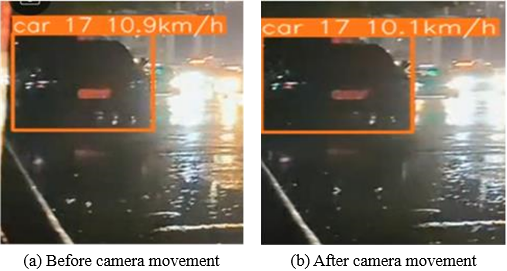 car 17 10.9km/h
car 17 10.1km/h
(a) Before camera movement
(b) After camera movement